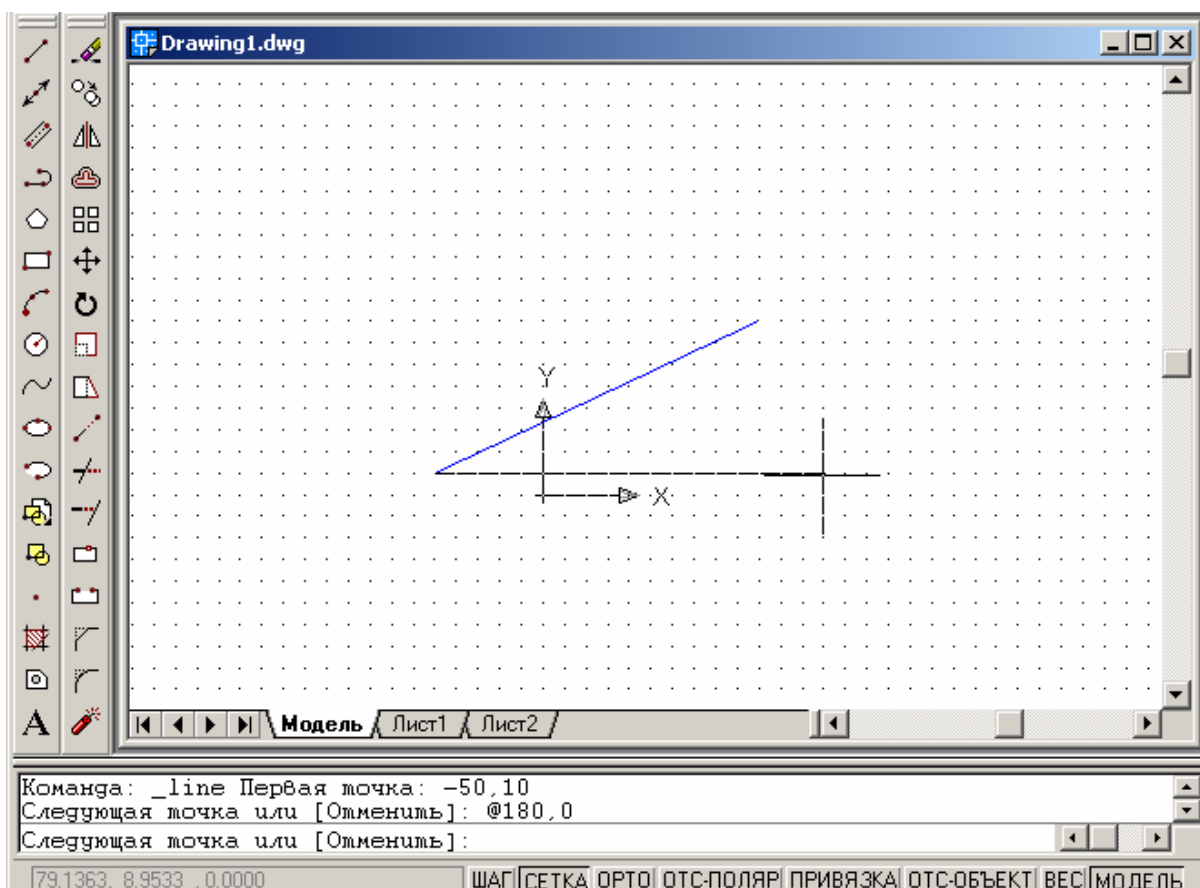 Drawing1.dwg
Y
X
A
Модель Лист1 Лист2
Команда: _line Первая точка: -50,10
Следующая точка или [Отменить]: @180,0
Следующая точка или [Отменить]:
79.1363, 8.9533 , 0.0000 ШАГ СЕТКА ОРТО ОТС-ПОЛЯР ПРИВЯЗКА ОТС-ОБЪЕКТ ВЕС МОДЕЛЬ